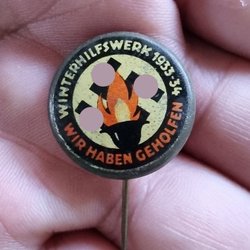 WINTERHILFSWERK 1933·34
WIR HABEN GEHOLFEN